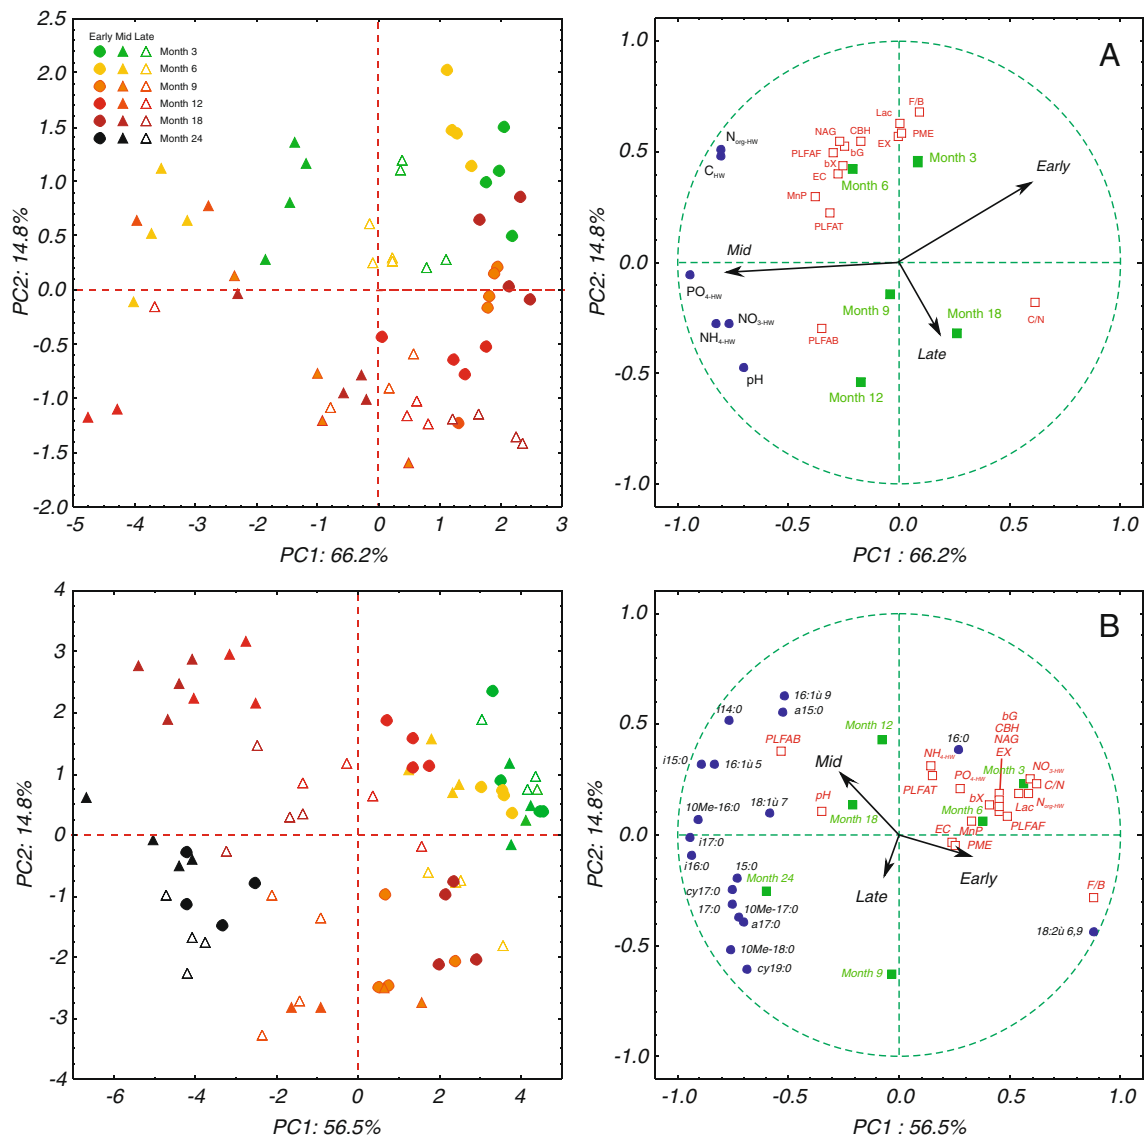 2.5
2.0
1.5
1.0
0.5
0.0
-0.5
-1.0
-1.5
-2.0
PC2: 14.8%
Early Mid Late
Month 3
Month 6
Month 9
Month 12
Month 18
Month 24
-5 -4 -3 -2 -1 0 1 2 3
PC1: 66.2%
A
1.0
0.5
0.0
-0.5
-1.0
PC2: 14.8%
F/B
Lac
PME
EX
CBH
NAG
bG
PLFAF
bX
EC
MnP
PLFAT
Norg-HW
CHW
Month 3
Month 6
Early
Mid
PO4-HW
NO3-HW
NH4-HW
pH
PLFAB
Month 9
Month 18
C/N
Late
Month 12
-1.0 -0.5 0.0 0.5 1.0
PC1 : 66.2%
4
3
2
1
0
-1
-2
-3
-4
PC2: 14.8%
-6 -4 -2 0 2 4
PC1: 56.5%
B
1.0
0.5
0.0
-0.5
-1.0
PC2: 14.8%
16:1ù 9
i14:0
a15:0
Month 12
bG
CBH
NAG
EX
16:0
PLFAB
i15:0
16:1ù 5
Mid
NH4-HW
PLFAT
PO4-HW
Month 3
NO3-HW
C/N
10Me-16:0
18:1ù 7
pH
Month 18
bX
Month 6
Lac
Norg-HW
PLFAF
MnP
EC
PME
i17:0
i16:0
15:0
Month 24
Late
Early
cy17:0
17:0
10Me-17:0
a17:0
F/B
18:2ù 6,9
10Me-18:0
cy19:0
Month 9
-1.0 -0.5 0.0 0.5 1.0
PC1 : 56.5%